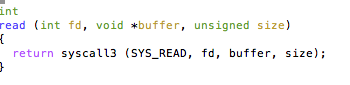 int
read (int fd, void *buffer, unsigned size)
{
  return syscall3 (SYS_READ, fd, buffer, size);
}